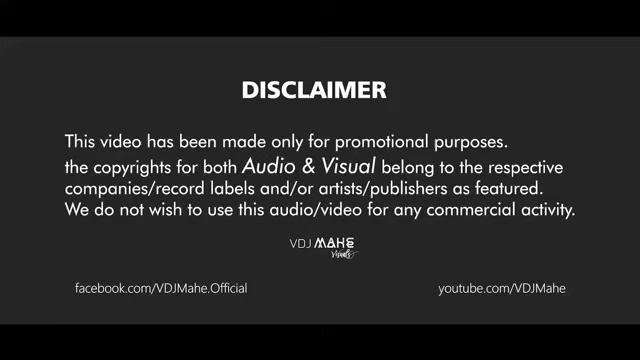 DISCLAIMER
This video has been made only for promotional purposes.
the copyrights for both Audio & Visual belong to the respective
companies/record labels and/or artists/publishers as featured.
We do not wish to use this audio/video for any commercial activity.
VDJ MAHE
Visuals
facebook.com/VDJMahe.Official
youtube.com/VDJMahe